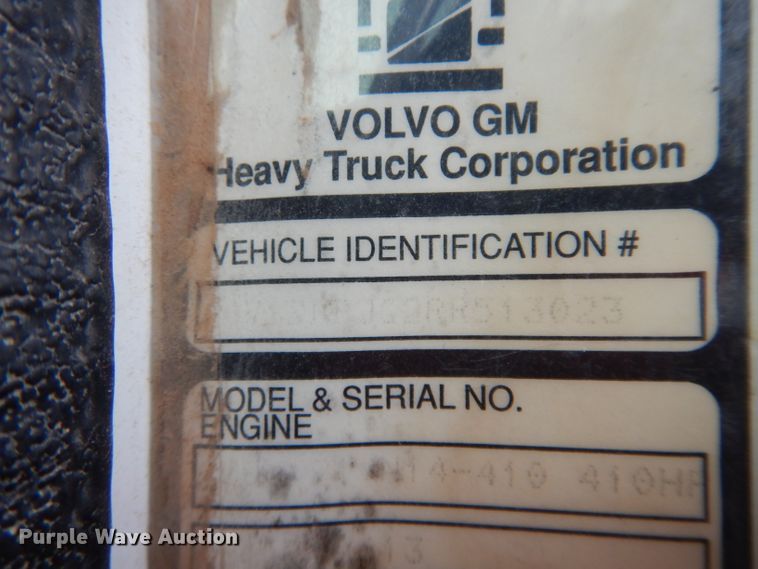 VOLVO GM
Heavy Truck Corporation
VEHICLE IDENTIFICATION #
MODEL & SERIAL NO.
ENGINE
410HP
Purple Wave Auction